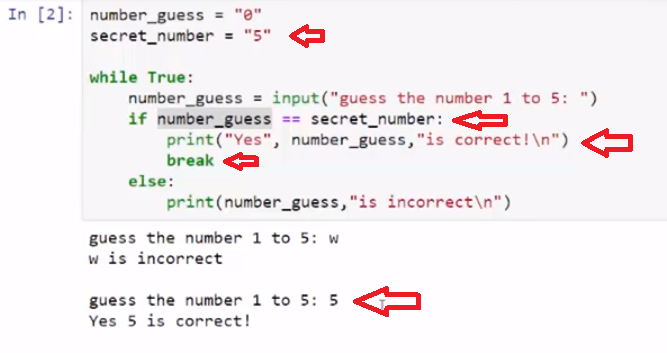 In [2]: number_guess = "0"
secret_number = "5"
while True:
number_guess = input("guess the number 1 to 5: ")
if number_guess == secret_number:
print("Yes", number_guess,"is correct!\n")
break
else:
print(number_guess,"is incorrect\n")
guess the number 1 to 5: w
w is incorrect
guess the number 1 to 5: 5
Yes 5 is correct!